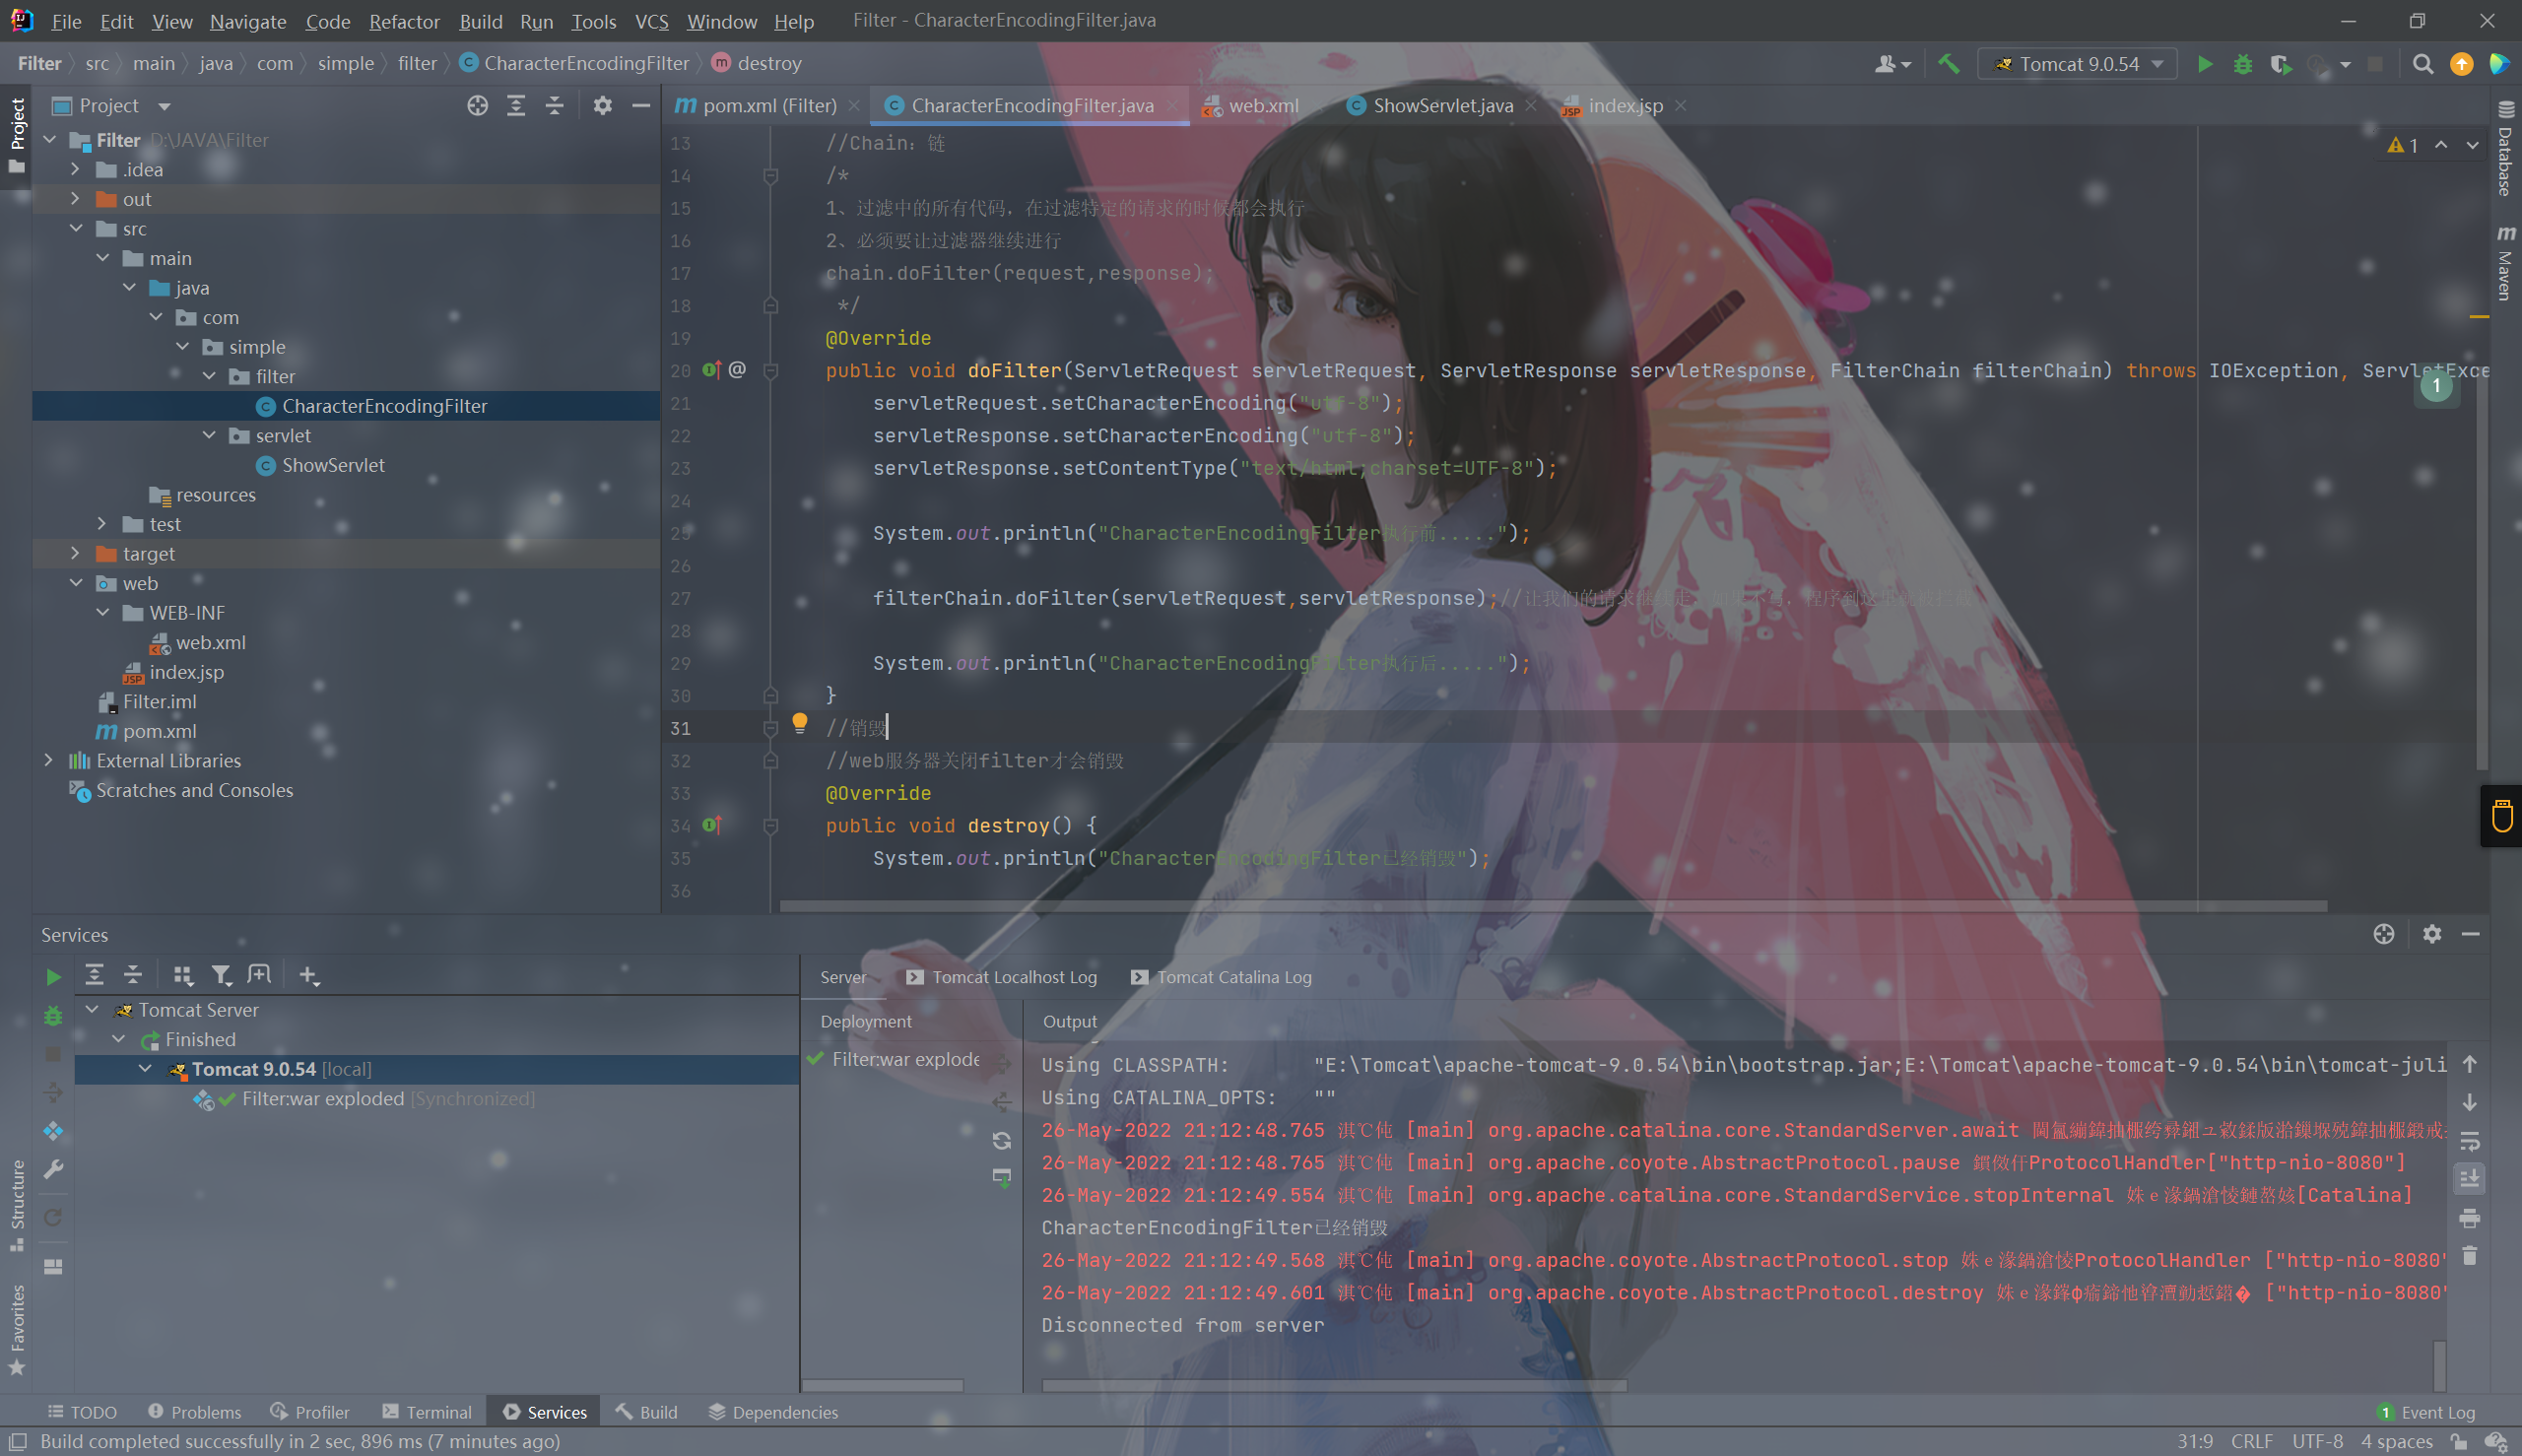 File Edit View Navigate Code Refactor Build Run Tools VCS Window Help Filter - CharacterEncodingFilter.java
Filter src main java com simple filter CharacterEncodingFilter destroy Tomcat 9.0.54
Project
Filter D:\JAVA\Filter
.idea
out
src
main
java
com
simple
filter
CharacterEncodingFilter
servlet
ShowServlet
resources
test
target
web
WEB-INF
web.xml
index.jsp
Filter.iml
pom.xml
External Libraries
Scratches and Consoles
pom.xml (Filter) CharacterEncodingFilter.java web.xml ShowServlet.java index.jsp
1
13 //Chain：链
14 /*
15 1、过滤中的所有代码，在过滤特定的请求的时候都会执行
16 2、必须要让过滤器继续进行
17 chain.doFilter(request,response);
18 */
19 @Override
20 public void doFilter(ServletRequest servletRequest, ServletResponse servletResponse, FilterChain filterChain) throws IOException, ServletExce
21 servletRequest.setCharacterEncoding("utf-8");
22 servletResponse.setCharacterEncoding("utf-8");
23 servletResponse.setContentType("text/html;charset=UTF-8");
24
25 System.out.println("CharacterEncodingFilter执行前.....");
26
27 filterChain.doFilter(servletRequest,servletResponse);//让我们的请求继续走
28
29 System.out.println("CharacterEncodingFilter执行后.....");
30 }
31 //销毁
32 //web服务器关闭filter才会销毁
33 @Override
34 public void destroy() {
35 System.out.println("CharacterEncodingFilter已经销毁");
36
1
Project
Structure
Favorites
Database
Maven
Services
Tomcat Server
Finished
Tomcat 9.0.54 [local]
Filter:war exploded [Synchronized]
Server Tomcat Localhost Log Tomcat Catalina Log
Deployment Output
Filter:war explode
Using CLASSPATH: "E:\Tomcat\apache-tomcat-9.0.54\bin\bootstrap.jar;E:\Tomcat\apache-tomcat-9.0.54\bin\tomcat-juli
Using CATALINA_OPTS: ""
26-May-2022 21:12:48.765 淇℃伅 [main] org.apache.catalina.core.StandardServer.await
26-May-2022 21:12:48.765 淇℃伅 [main] org.apache.coyote.AbstractProtocol.pause ProtocolHandler["http-nio-8080"]
26-May-2022 21:12:49.554 淇℃伅 [main] org.apache.catalina.core.StandardService.stopInternal [Catalina]
CharacterEncodingFilter已经销毁
26-May-2022 21:12:49.568 淇℃伅 [main] org.apache.coyote.AbstractProtocol.stop ProtocolHandler ["http-nio-8080"
26-May-2022 21:12:49.601 淇℃伅 [main] org.apache.coyote.AbstractProtocol.destroy ["http-nio-8080"
Disconnected from server
TODO Problems Profiler Terminal Services Build Dependencies 1 Event Log
Build completed successfully in 2 sec, 896 ms (7 minutes ago) 31:9 CRLF UTF-8 4 spaces